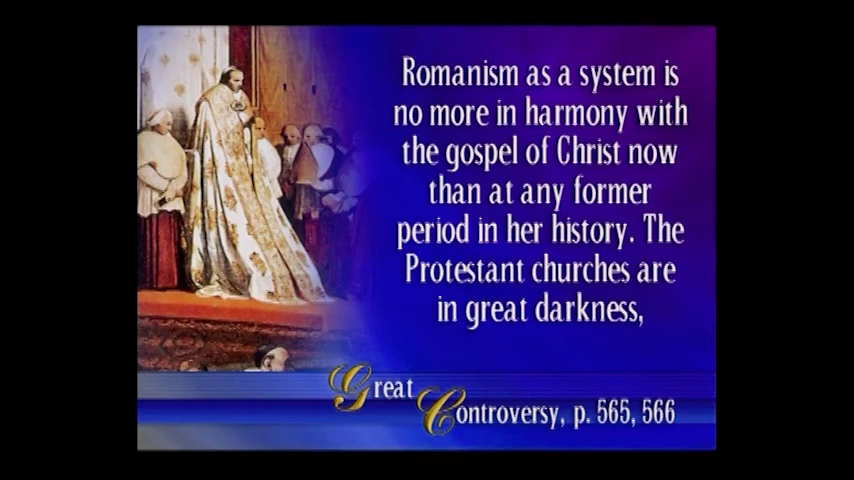 Romanism as a system is
no more in harmony with
the gospel of Christ now
than at any former
period in her history. The
Protestant churches are
in great darkness,
Great
Controversy, p. 565, 566